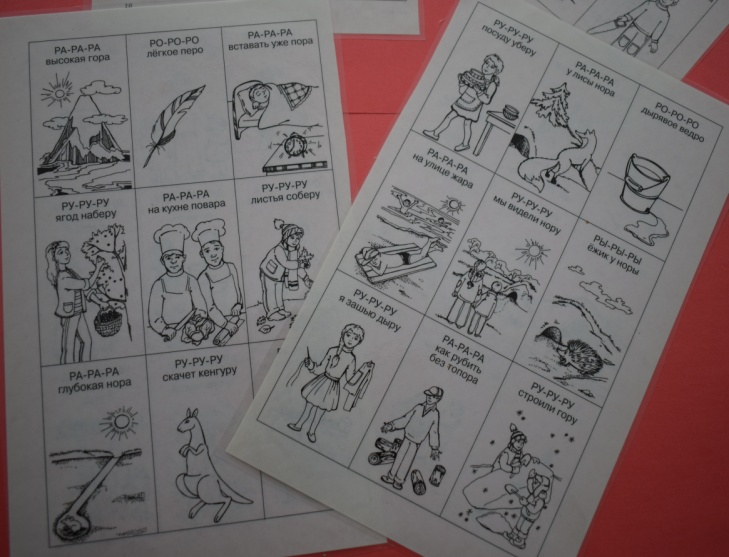 РА-РА-РА
высокая гора
РО-РО-РО
лёгкое перо
РА-РА-РА
вставать уже пора
РУ-РУ-РУ
ягод наберу
РА-РА-РА
на кухне повара
РУ-РУ-РУ
листья соберу
РА-РА-РА
глубокая нора
РУ-РУ-РУ
скачет кенгуру
РУ-РУ-РУ
посуду уберу
РА-РА-РА
у лисы нора
РО-РО-РО
дырявое ведро
РА-РА-РА
на улице жара
РУ-РУ-РУ
мы видели нору
РЫ-РЫ-РЫ
ёжик у норы
РУ-РУ-РУ
я зашью дыру
РА-РА-РА
как рубить
без топора
РУ-РУ-РУ
строили гору